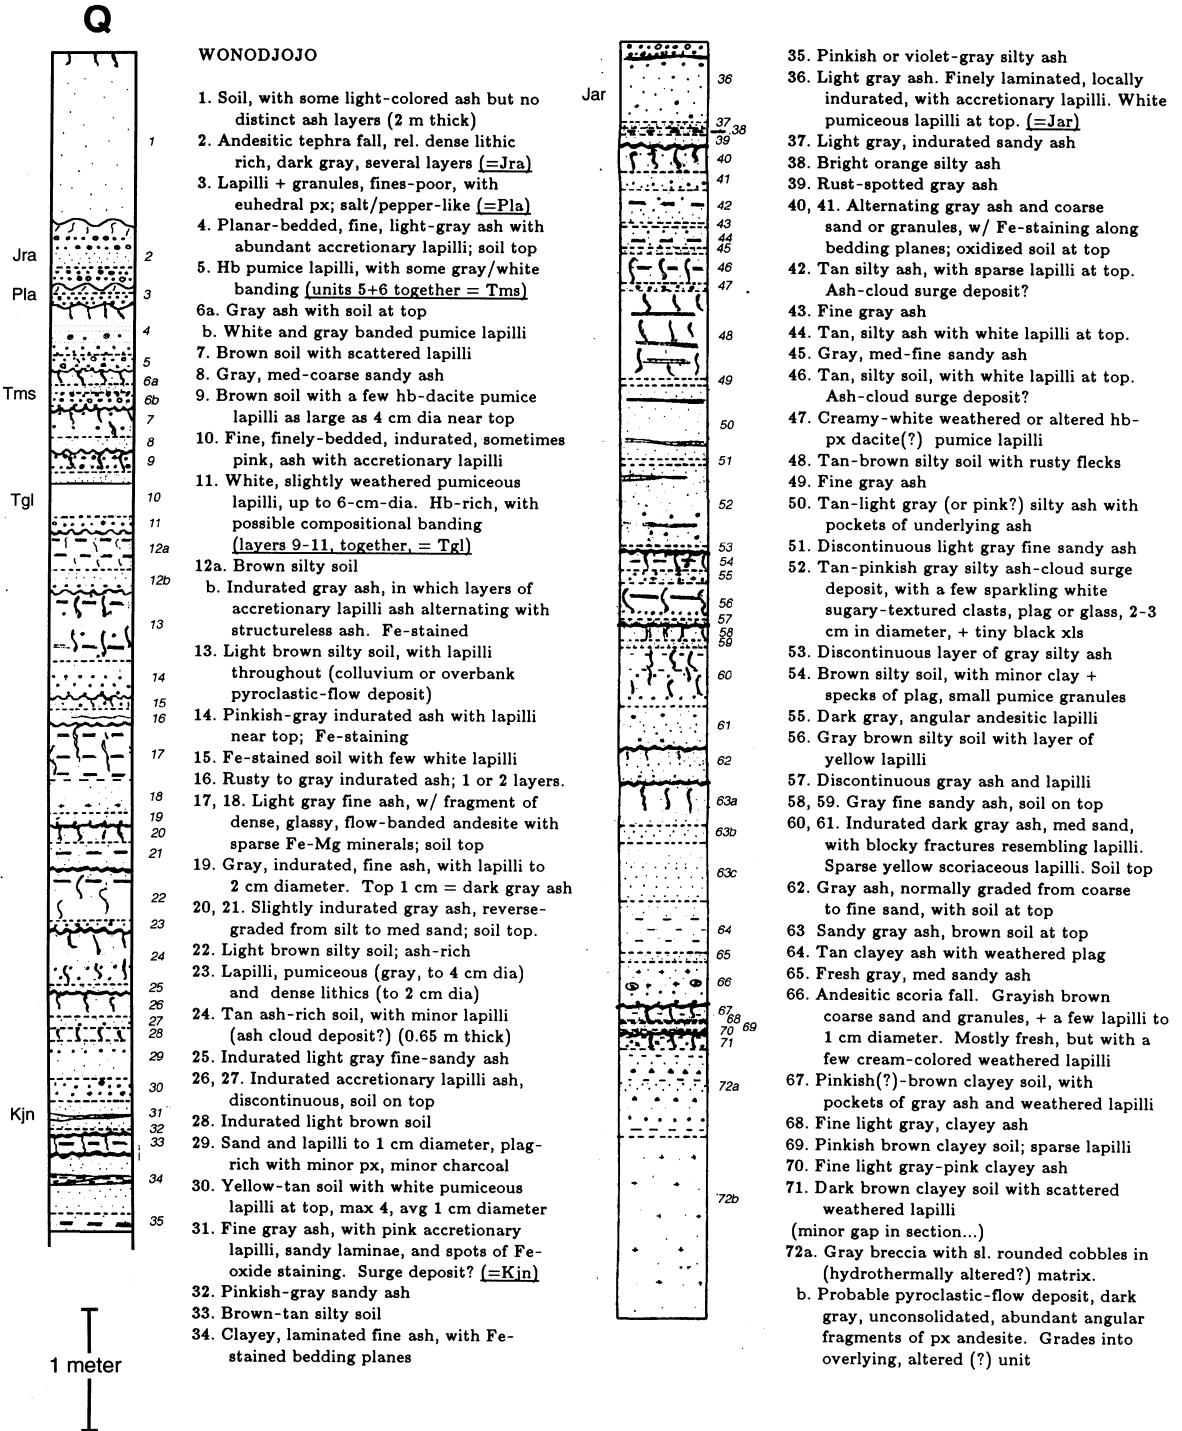 Q
WONODJOJO
1. Soil, with some light-colored ash but no
distinct ash layers (2 m thick)
2. Andesitic tephra fall, rel. dense lithic
rich, dark gray, several layers (=Jra)
3. Lapilli + granules, fines-poor, with
euhedral px; salt/pepper-like (=Pla)
4. Planar-bedded, fine, light-gray ash with
abundant accretionary lapilli; soil top
5. Hb pumice lapilli, with some gray/white
banding (units 5+6 together = Tms)
6a. Gray ash with soil at top
b. White and gray banded pumice lapilli
7. Brown soil with scattered lapilli
8. Gray, med-coarse sandy ash
9. Brown soil with a few hb-dacite pumice
lapilli as large as 4 cm dia near top
10. Fine, finely-bedded, indurated, sometimes
pink, ash with accretionary lapilli
11. White, slightly weathered pumiceous
lapilli, up to 6-cm-dia. Hb-rich, with
possible compositional banding
(layers 9-11, together, = Tgl)
12a. Brown silty soil
b. Indurated gray ash, in which layers of
accretionary lapilli ash alternating with
structureless ash. Fe-stained
13. Light brown silty soil, with lapilli
throughout (colluvium or overbank
pyroclastic-flow deposit)
14. Pinkish-gray indurated ash with lapilli
near top; Fe-staining
15. Fe-stained soil with few white lapilli
16. Rusty to gray indurated ash; 1 or 2 layers.
17, 18. Light gray fine ash, w/ fragment of
dense, glassy, flow-banded andesite with
sparse Fe-Mg minerals; soil top
19. Gray, indurated, fine ash, with lapilli to
2 cm diameter. Top 1 cm = dark gray ash
20, 21. Slightly indurated gray ash, reverse-
graded from silt to med sand; soil top.
22. Light brown silty soil; ash-rich
23. Lapilli, pumiceous (gray, to 4 cm dia)
and dense lithics (to 2 cm dia)
24. Tan ash-rich soil, with minor lapilli
(ash cloud deposit?) (0.65 m thick)
25. Indurated light gray fine-sandy ash
26, 27. Indurated accretionary lapilli ash,
discontinuous, soil on top
28. Indurated light brown soil
29. Sand and lapilli to 1 cm diameter, plag-
rich with minor px, minor charcoal
30. Yellow-tan soil with white pumiceous
lapilli at top, max 4, avg 1 cm diameter
31. Fine gray ash, with pink accretionary
lapilli, sandy laminae, and spots of Fe-
oxide staining. Surge deposit? (=Kjn)
32. Pinkish-gray sandy ash
33. Brown-tan silty soil
34. Clayey, laminated fine ash, with Fe-
stained bedding planes
Jra
Pla
Tms
Tgl
Kjn
1
2
3
4
5
6a
6b
7
8
9
10
11
12a
12b
13
14
15
16
17
18
19
20
21
22
23
24
25
26
27
28
29
30
31
32
33
34
35
1 meter
Jar
36
37
38
39
40
41
42
43
44
45
46
47
48
49
50
51
52
53
54
55
56
57
58
59
60
61
62
63a
63b
63c
64
65
66
67
68
70 69
71
72a
72b
35. Pinkish or violet-gray silty ash
36. Light gray ash. Finely laminated, locally
indurated, with accretionary lapilli. White
pumiceous lapilli at top. (=Jar)
37. Light gray, indurated sandy ash
38. Bright orange silty ash
39. Rust-spotted gray ash
40, 41. Alternating gray ash and coarse
sand or granules, w/ Fe-staining along
bedding planes; oxidized soil at top
42. Tan silty ash, with sparse lapilli at top.
Ash-cloud surge deposit?
43. Fine gray ash
44. Tan, silty ash with white lapilli at top.
45. Gray, med-fine sandy ash
46. Tan, silty soil, with white lapilli at top.
Ash-cloud surge deposit?
47. Creamy-white weathered or altered hb-
px dacite(?) pumice lapilli
48. Tan-brown silty soil with rusty flecks
49. Fine gray ash
50. Tan-light gray (or pink?) silty ash with
pockets of underlying ash
51. Discontinuous light gray fine sandy ash
52. Tan-pinkish gray silty ash-cloud surge
deposit, with a few sparkling white
sugary-textured clasts, plag or glass, 2-3
cm in diameter, + tiny black xls
53. Discontinuous layer of gray silty ash
54. Brown silty soil, with minor clay +
specks of plag, small pumice granules
55. Dark gray, angular andesitic lapilli
56. Gray brown silty soil with layer of
yellow lapilli
57. Discontinuous gray ash and lapilli
58, 59. Gray fine sandy ash, soil on top
60, 61. Indurated dark gray ash, med sand,
with blocky fractures resembling lapilli.
Sparse yellow scoriaceous lapilli. Soil top
62. Gray ash, normally graded from coarse
to fine sand, with soil at top
63 Sandy gray ash, brown soil at top
64. Tan clayey ash with weathered plag
65. Fresh gray, med sandy ash
66. Andesitic scoria fall. Grayish brown
coarse sand and granules, + a few lapilli to
1 cm diameter. Mostly fresh, but with a
few cream-colored weathered lapilli
67. Pinkish(?)-brown clayey soil, with
pockets of gray ash and weathered lapilli
68. Fine light gray, clayey ash
69. Pinkish brown clayey soil; sparse lapilli
70. Fine light gray-pink clayey ash
71. Dark brown clayey soil with scattered
weathered lapilli
(minor gap in section...)
72a. Gray breccia with sl. rounded cobbles in
(hydrothermally altered?) matrix.
b. Probable pyroclastic-flow deposit, dark
gray, unconsolidated, abundant angular
fragments of px andesite. Grades into
overlying, altered (?) unit